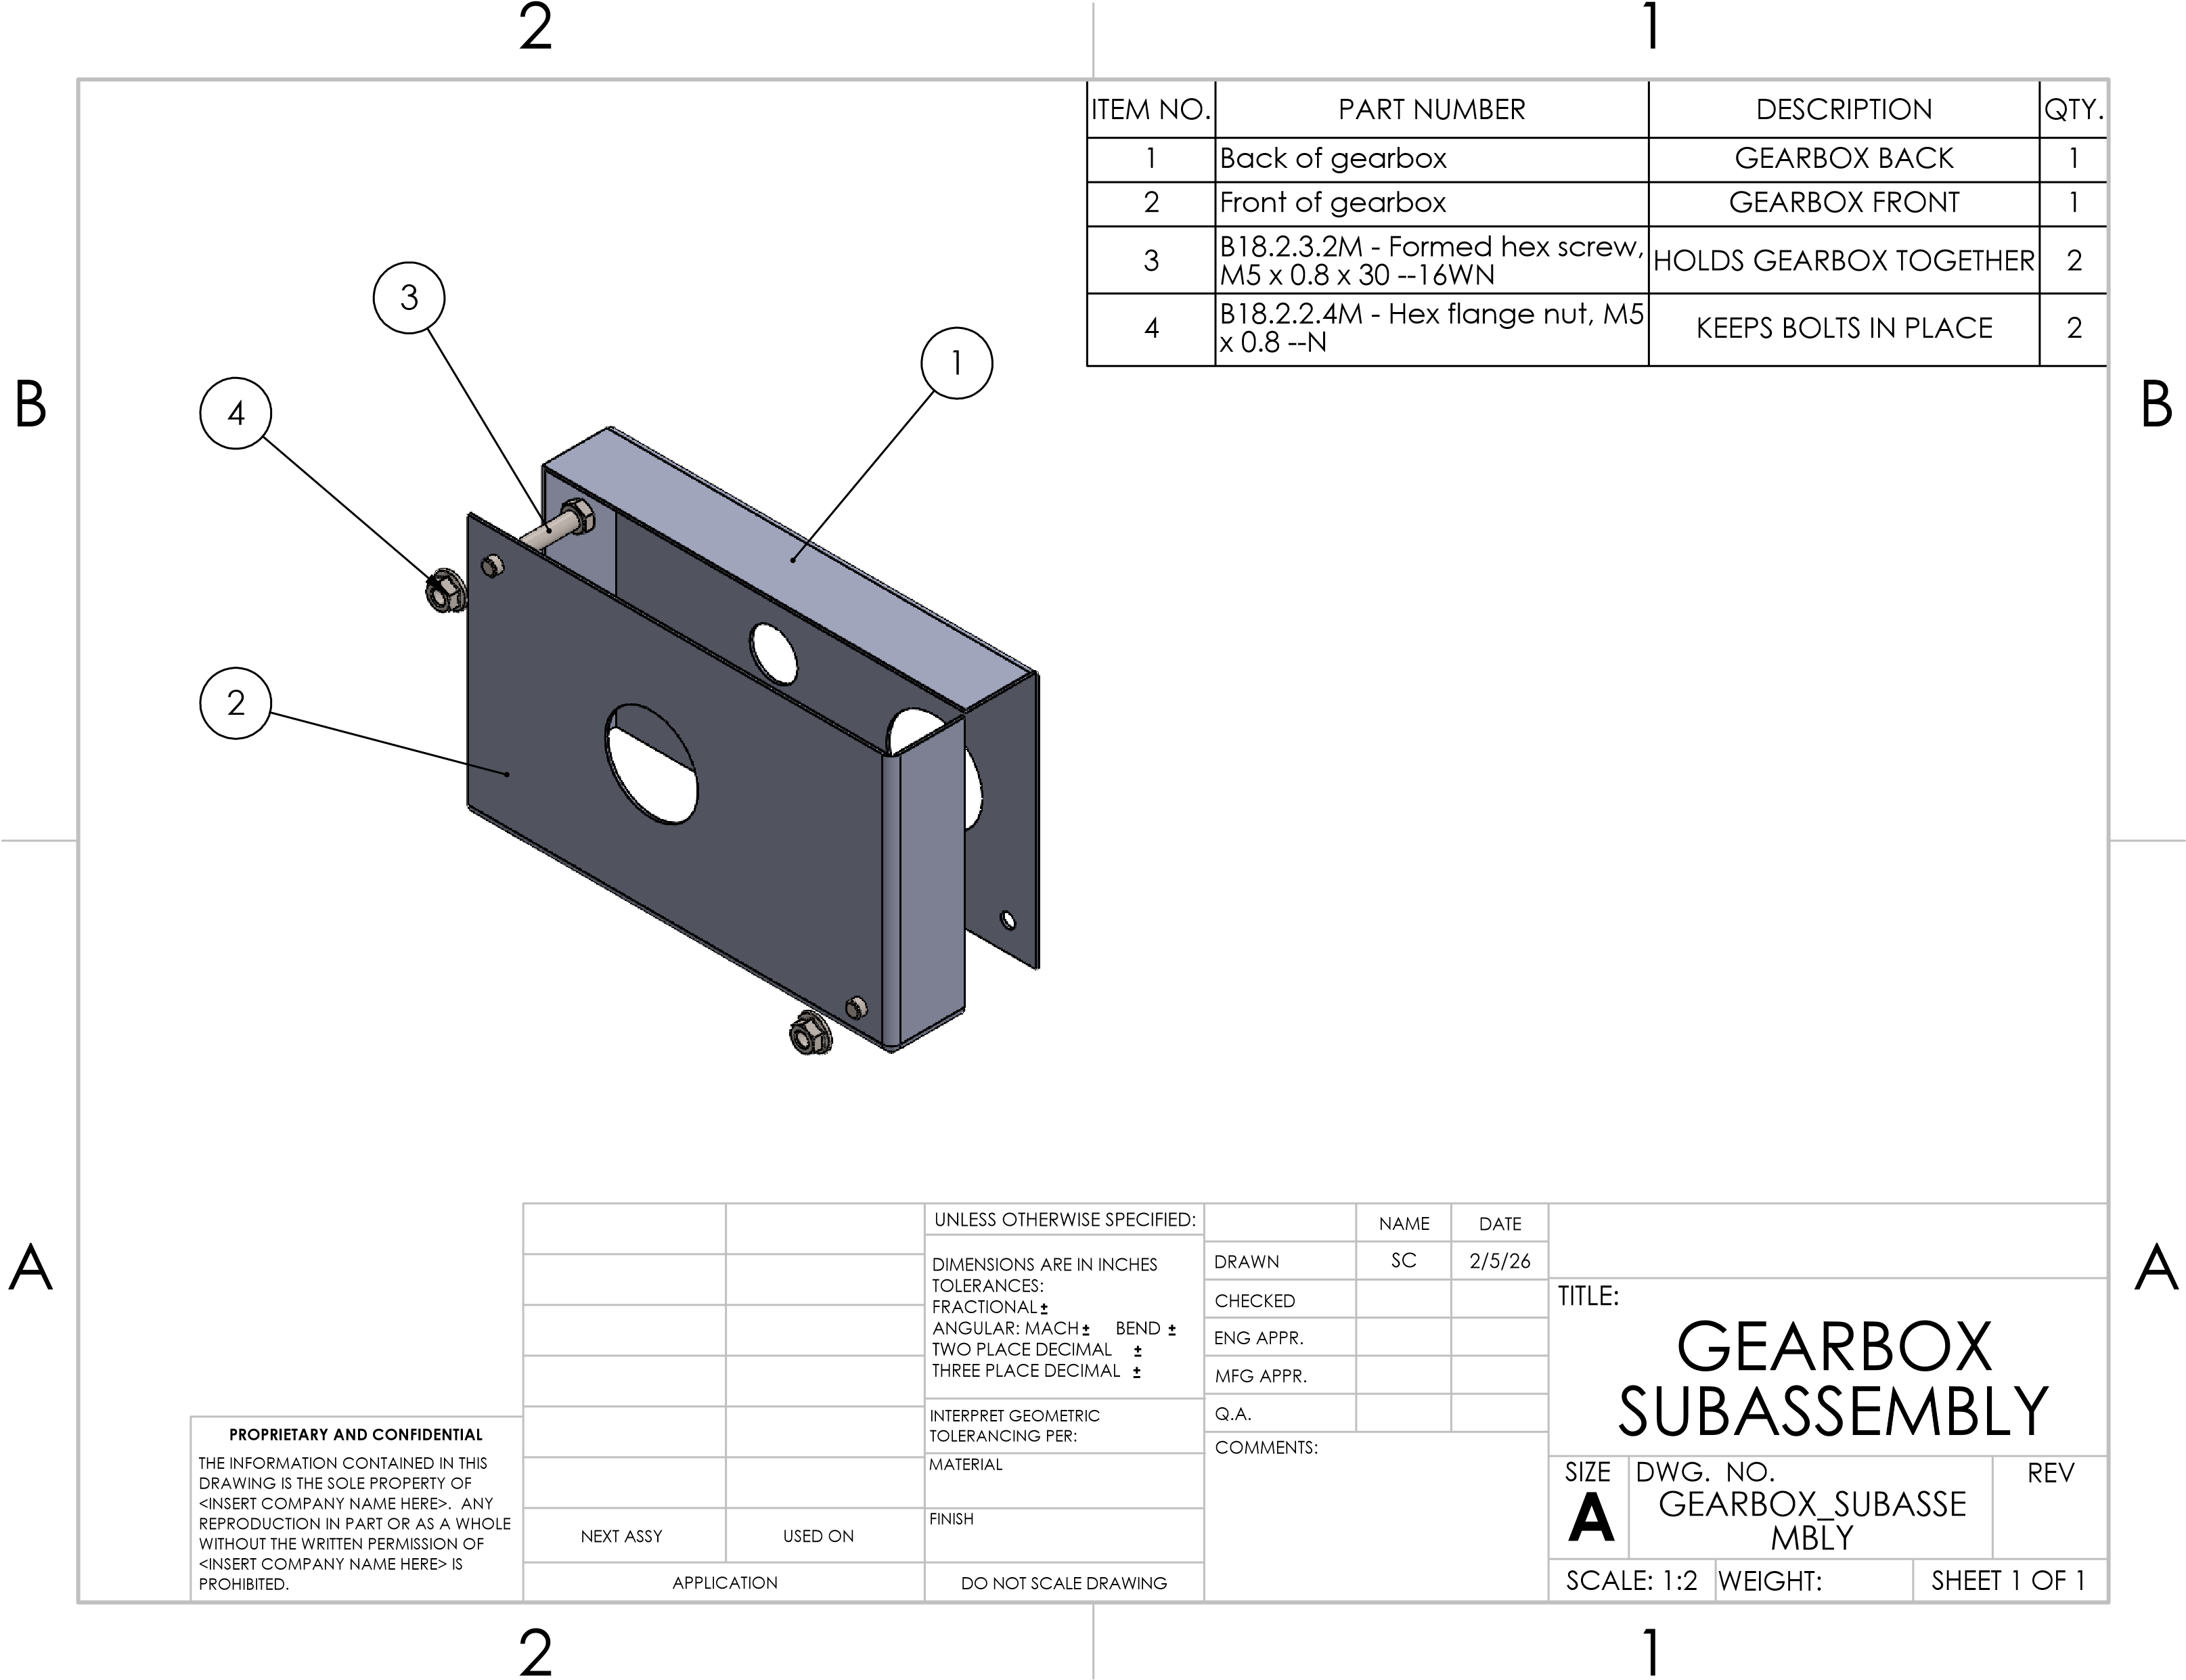 2 1
ITEM NO. PART NUMBER DESCRIPTION QTY.
1 Back of gearbox GEARBOX BACK 1
2 Front of gearbox GEARBOX FRONT 1
3 B18.2.3.2M - Formed hex screw, M5 x 0.8 x 30 --16WN HOLDS GEARBOX TOGETHER 2
4 B18.2.2.4M - Hex flange nut, M5 x 0.8 --N KEEPS BOLTS IN PLACE 2
3
1
4
B B
2
A A
UNLESS OTHERWISE SPECIFIED:
DIMENSIONS ARE IN INCHES
TOLERANCES:
FRACTIONAL ±
ANGULAR: MACH ± BEND ±
TWO PLACE DECIMAL ±
THREE PLACE DECIMAL ±
INTERPRET GEOMETRIC
TOLERANCING PER:
MATERIAL
FINISH
DO NOT SCALE DRAWING
NAME DATE
DRAWN SC 2/5/26
CHECKED
ENG APPR.
MFG APPR.
Q.A.
COMMENTS:
TITLE:
GEARBOX
SUBASSEMBLY
SIZE DWG. NO. REV
A GEARBOX_SUBASSE
MBLY
SCALE: 1:2 WEIGHT: SHEET 1 OF 1
PROPRIETARY AND CONFIDENTIAL
THE INFORMATION CONTAINED IN THIS
DRAWING IS THE SOLE PROPERTY OF
<INSERT COMPANY NAME HERE>. ANY
REPRODUCTION IN PART OR AS A WHOLE
WITHOUT THE WRITTEN PERMISSION OF
<INSERT COMPANY NAME HERE> IS
PROHIBITED.
NEXT ASSY USED ON
APPLICATION
2 1